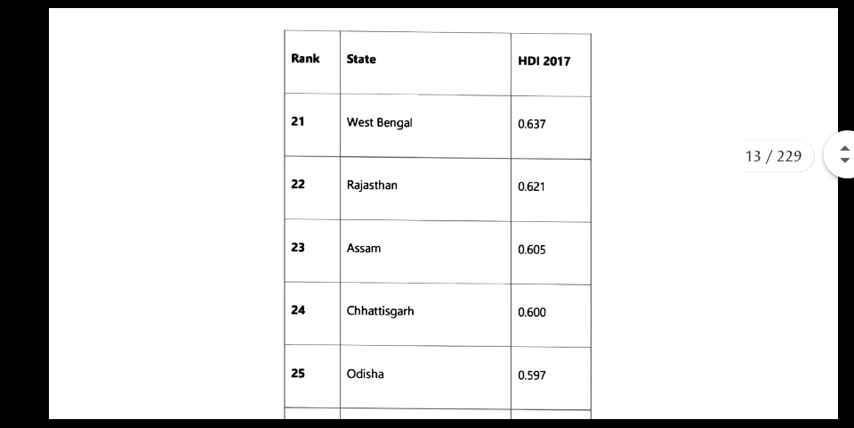 Rank State HDI 2017
21 West Bengal 0.637
22 Rajasthan 0.621
23 Assam 0.605
24 Chhattisgarh 0.600
25 Odisha 0.597
13 / 229